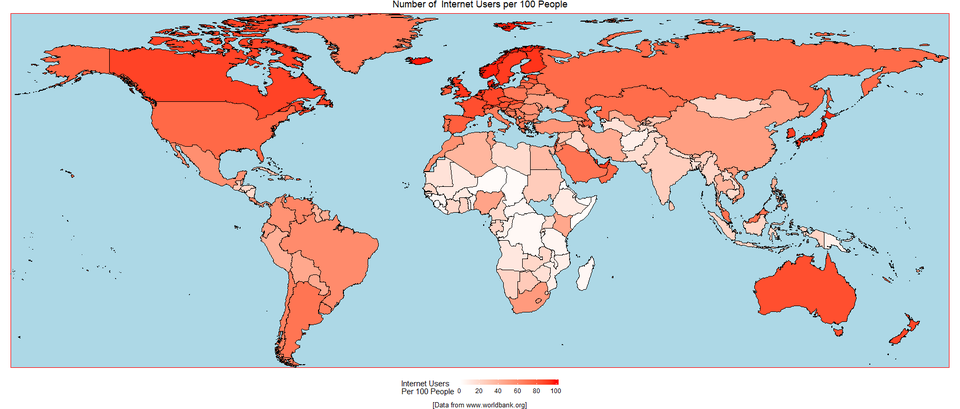 Number of Internet Users per 100 People
Internet Users
Per 100 People 0 20 40 60 80 100
[Data from www.worldbank.org]